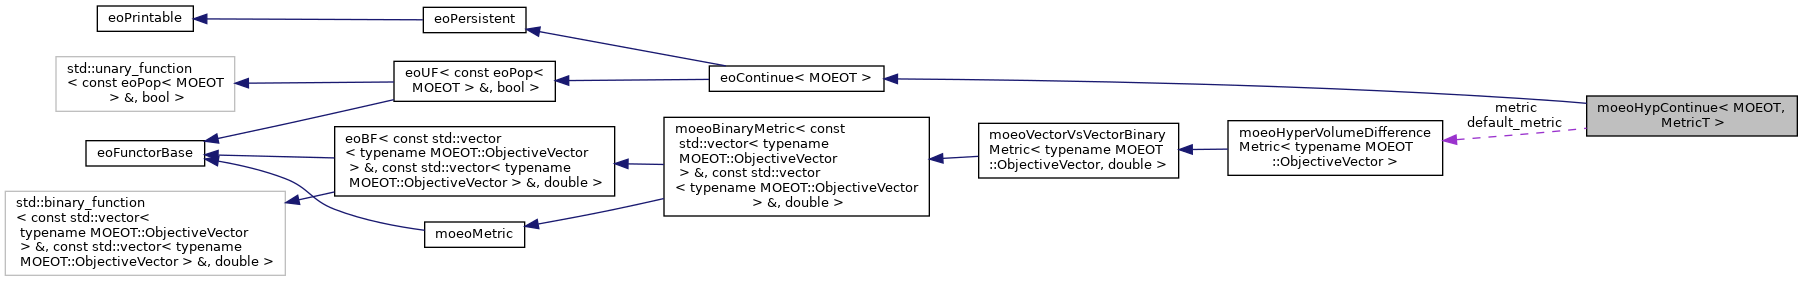 eoPrintable
eoPersistent
std::unary_function
< const eoPop< MOEOT
> &, bool >
eoUF< const eoPop<
MOEOT > &, bool >
eoContinue< MOEOT >
moeoHypContinue< MOEOT,
MetricT >
metric
default_metric
eoFunctorBase
eoBF< const std::vector
< typename MOEOT::ObjectiveVector
> &, const std::vector< typename
MOEOT::ObjectiveVector > &, double >
moeoBinaryMetric< const
std::vector< typename
MOEOT::ObjectiveVector
> &, const std::vector
< typename MOEOT::ObjectiveVector
> &, double >
moeoVectorVsVectorBinary
Metric< typename MOEOT
::ObjectiveVector, double >
moeoHyperVolumeDifference
Metric< typename MOEOT
::ObjectiveVector >
std::binary_function
< const std::vector<
typename MOEOT::ObjectiveVector
> &, const std::vector< typename
MOEOT::ObjectiveVector > &, double >
moeoMetric